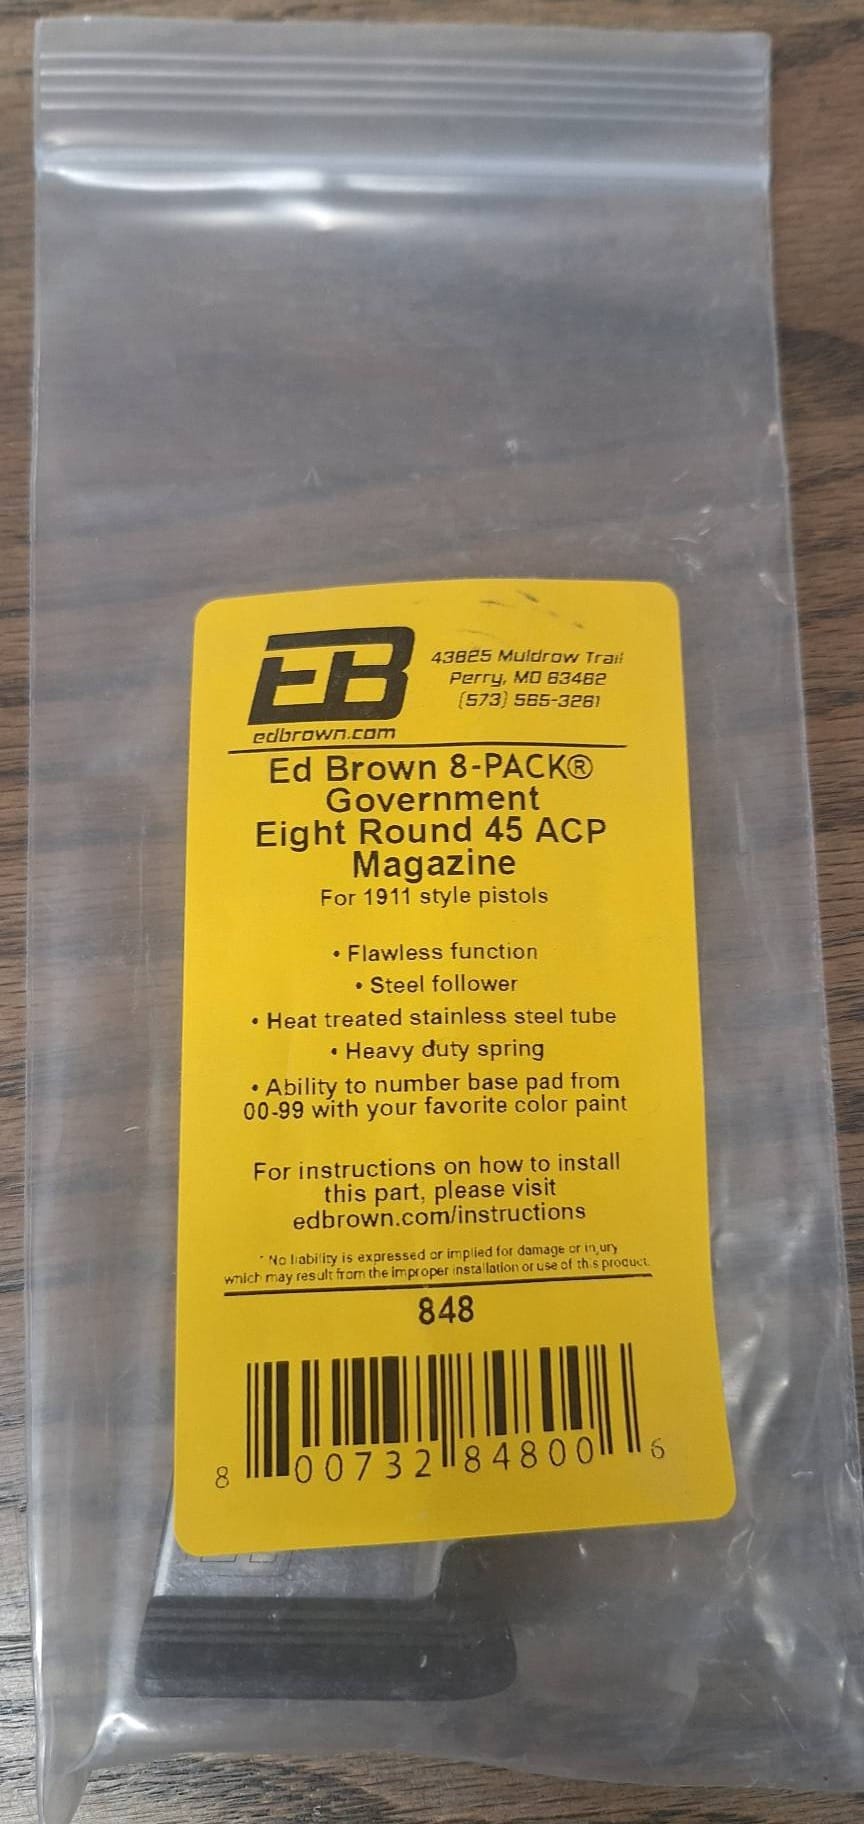 EB
43825 Muldrow Trail
Perry, MO 63462
(573) 565-3261
edbrown.com
Ed Brown 8-PACK®
Government
Eight Round 45 ACP
Magazine
For 1911 style pistols
• Flawless function
• Steel follower
• Heat treated stainless steel tube
• Heavy duty spring
• Ability to number base pad from
00-99 with your favorite color paint
For instructions on how to install
this part, please visit
edbrown.com/instructions
* No liability is expressed or implied for damage or injury
which may result from the improper installation or use of this product.
848
8 00732 84800 6